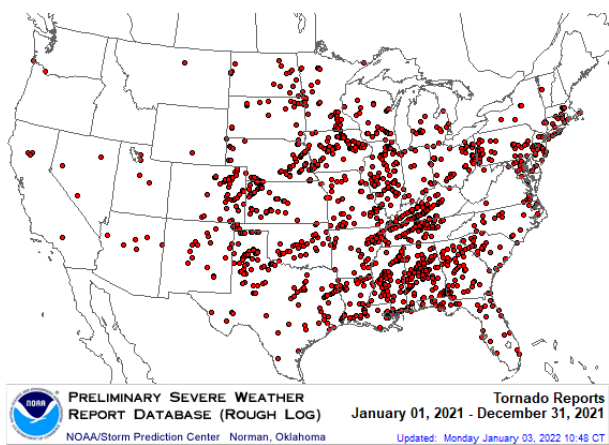 NOAA
PRELIMINARY SEVERE WEATHER
REPORT DATABASE (ROUGH LOG)
NOAA/Storm Prediction Center Norman, Oklahoma
Tornado Reports
January 01, 2021 - December 31, 2021
Updated: Monday January 03, 2022 10:48 CT